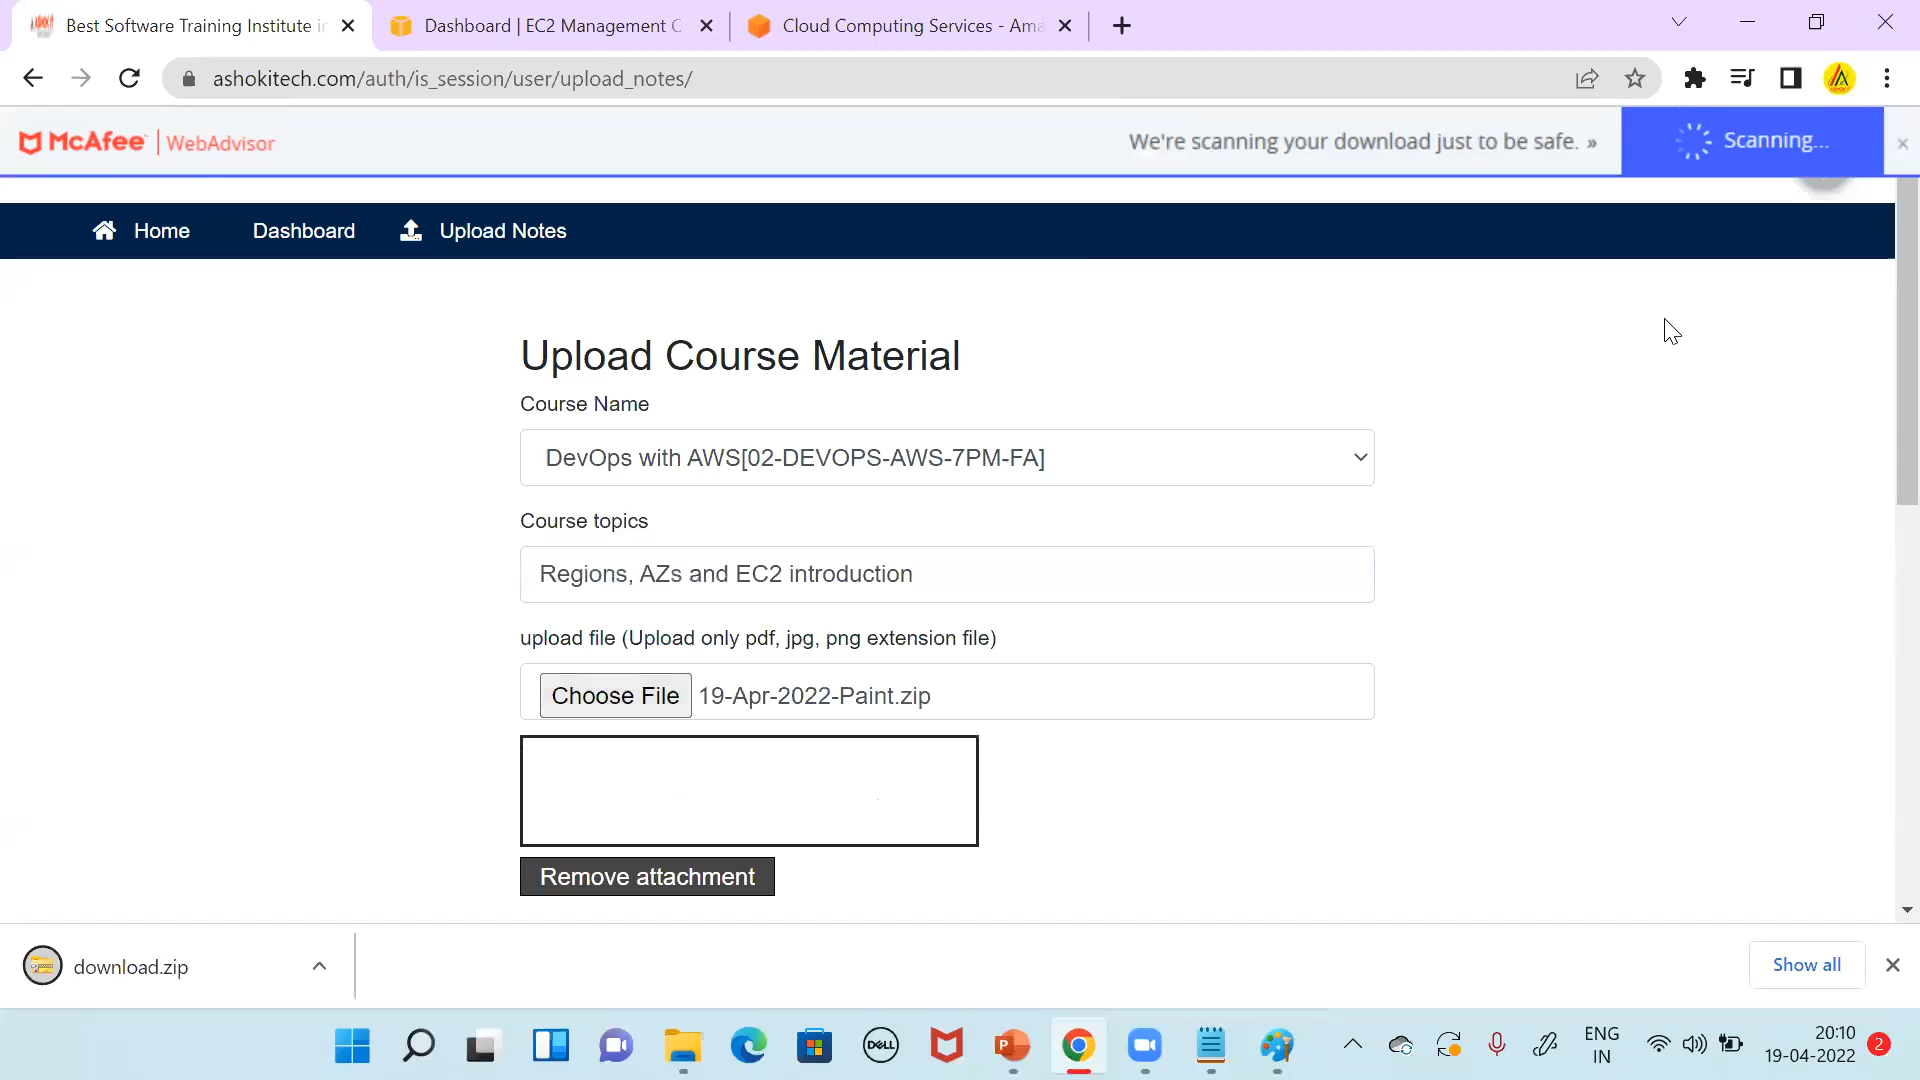 Best Software Training Institute in
Dashboard | EC2 Management C
Cloud Computing Services - Ama
ashokitech.com/auth/is_session/user/upload_notes/
McAfee | WebAdvisor
We're scanning your download just to be safe. »
Scanning...
Home
Dashboard
Upload Notes
Upload Course Material
Course Name
DevOps with AWS[02-DEVOPS-AWS-7PM-FA]
Course topics
Regions, AZs and EC2 introduction
upload file (Upload only pdf, jpg, png extension file)
Choose File 19-Apr-2022-Paint.zip
Remove attachment
download.zip
Show all
DELL
ENG
IN
20:10
19-04-2022
2